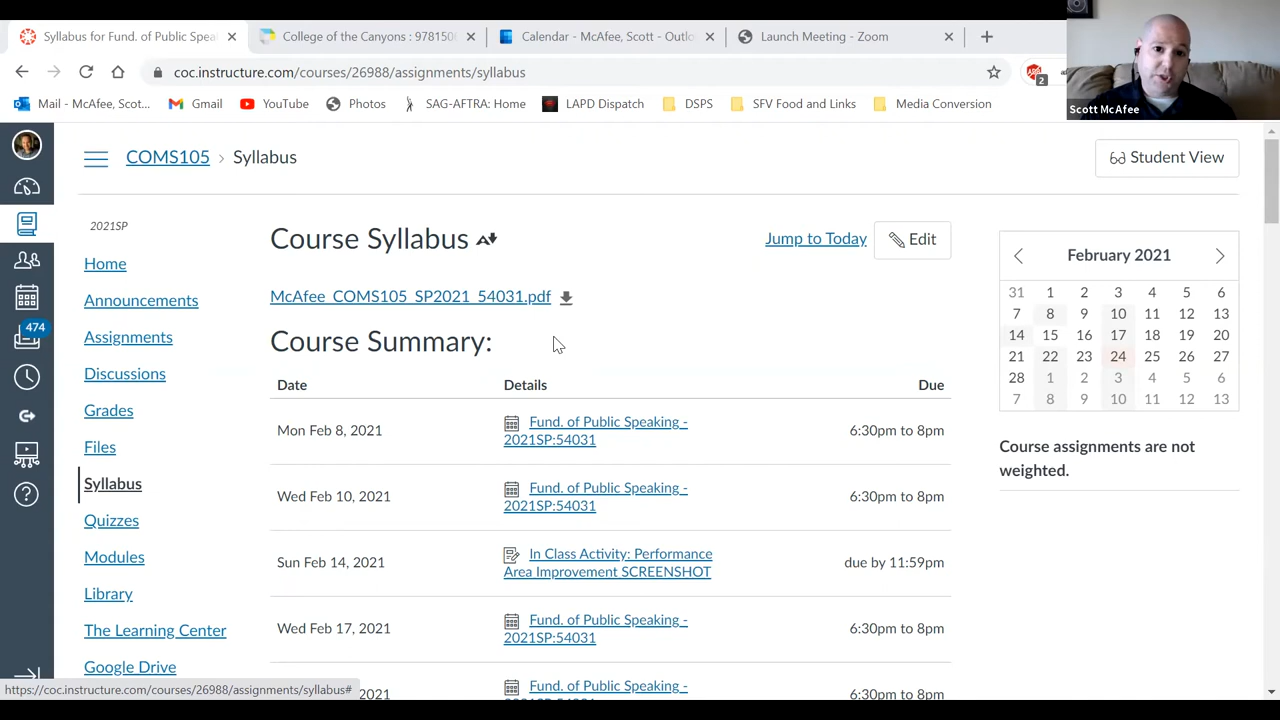 Syllabus for Fund. of Public Spea
College of the Canyons : 978150
Calendar - McAfee, Scott - Outlo
Launch Meeting - Zoom
coc.instructure.com/courses/26988/assignments/syllabus
2
Mail - McAfee, Scot...
Gmail
YouTube
Photos
SAG-AFTRA: Home
LAPD Dispatch
DSPS
SFV Food and Links
Media Conversion
Scott McAfee
COMS105 › Syllabus
Student View
2021SP
Home
Announcements
Assignments
Discussions
Grades
Files
Syllabus
Quizzes
Modules
Library
The Learning Center
Google Drive
474
Course Syllabus
Jump to Today
Edit
McAfee_COMS105_SP2021_54031.pdf
Course Summary:
Date Details Due
Mon Feb 8, 2021 Fund. of Public Speaking - 6:30pm to 8pm
2021SP:54031
Wed Feb 10, 2021 Fund. of Public Speaking - 6:30pm to 8pm
2021SP:54031
Sun Feb 14, 2021 In Class Activity: Performance due by 11:59pm
Area Improvement SCREENSHOT
Wed Feb 17, 2021 Fund. of Public Speaking - 6:30pm to 8pm
2021SP:54031
2021 Fund. of Public Speaking - 6:30pm to 8pm
February 2021
31 1 2 3 4 5 6
7 8 9 10 11 12 13
14 15 16 17 18 19 20
21 22 23 24 25 26 27
28 1 2 3 4 5 6
7 8 9 10 11 12 13
Course assignments are not
weighted.
https://coc.instructure.com/courses/26988/assignments/syllabus#